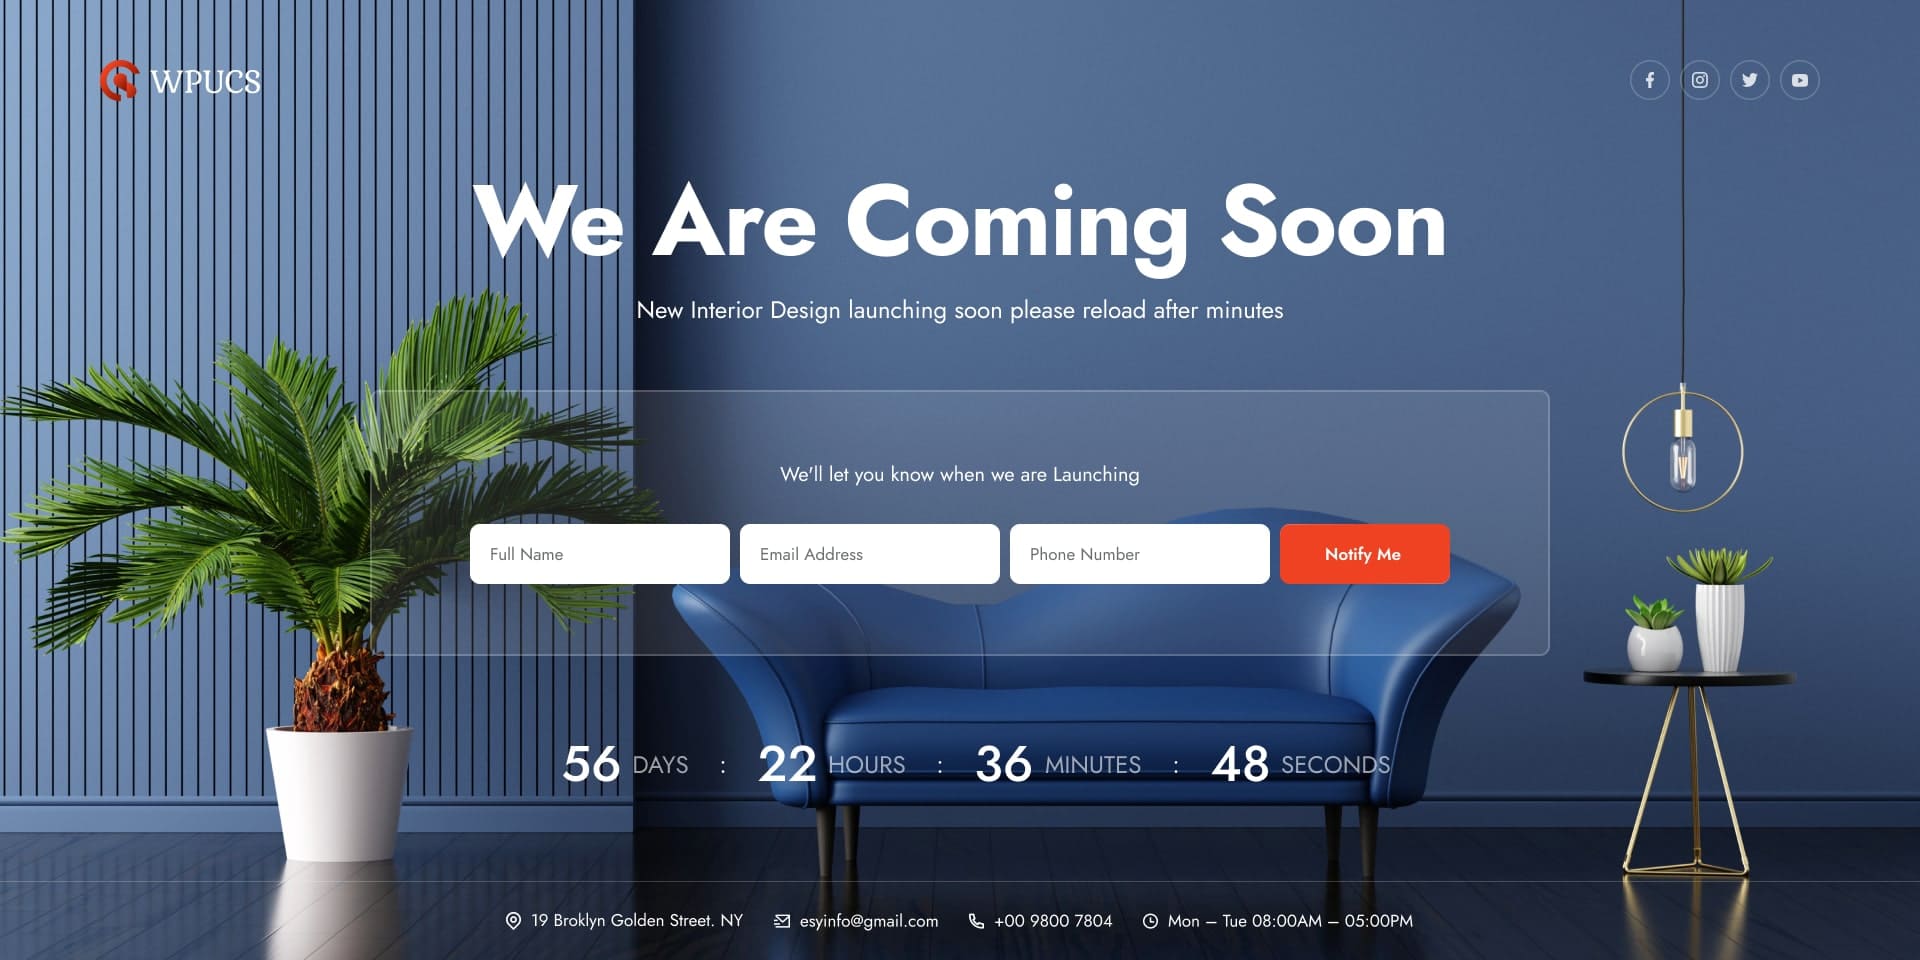 WPUCS
We Are Coming Soon
New Interior Design launching soon please reload after minutes
We'll let you know when we are Launching
Full Name
Email Address
Phone Number
Notify Me
56 DAYS : 22 HOURS : 36 MINUTES : 48 SECONDS
19 Broklyn Golden Street. NY esyinfo@gmail.com +00 9800 7804 Mon – Tue 08:00AM – 05:00PM